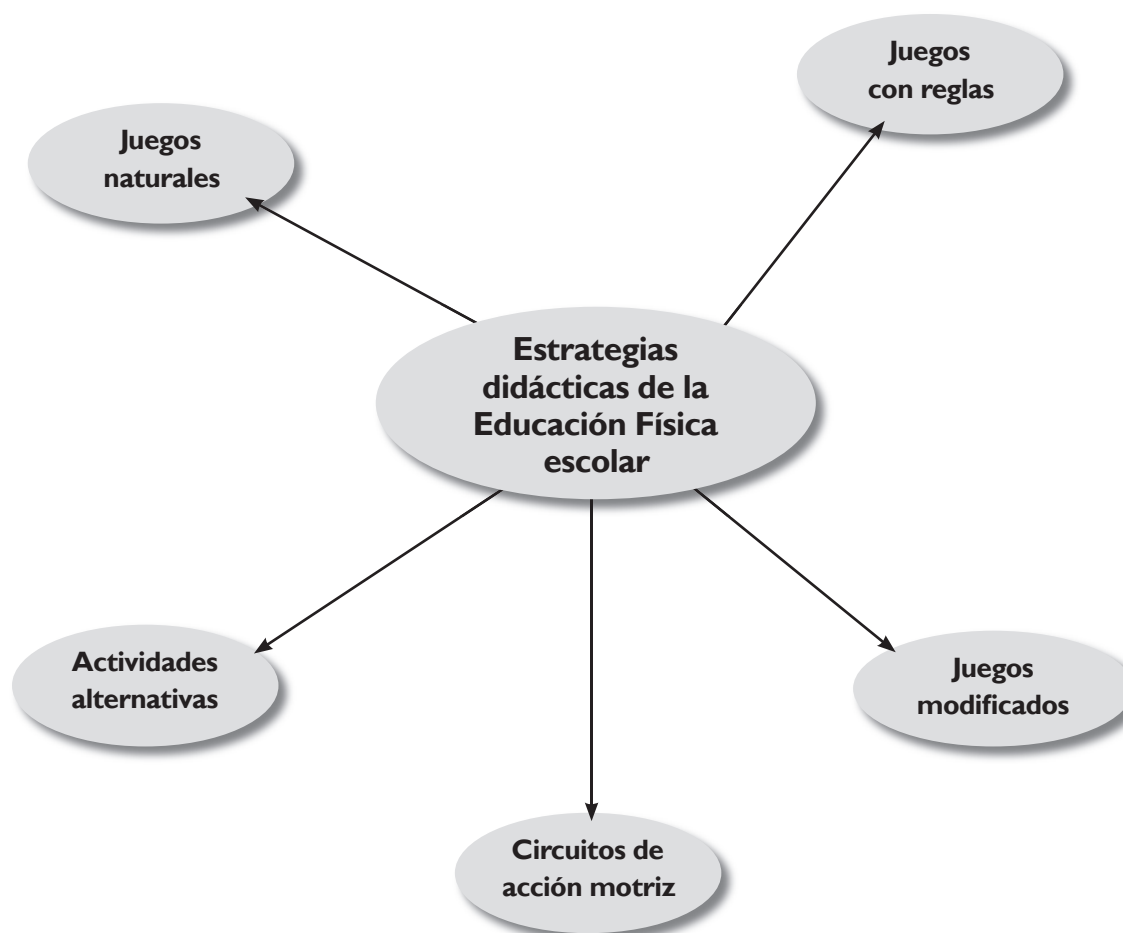 Juegos
con reglas
Juegos
naturales
Estrategias
didácticas de la
Educación Física
escolar
Actividades
alternativas
Juegos
modificados
Circuitos de
acción motriz